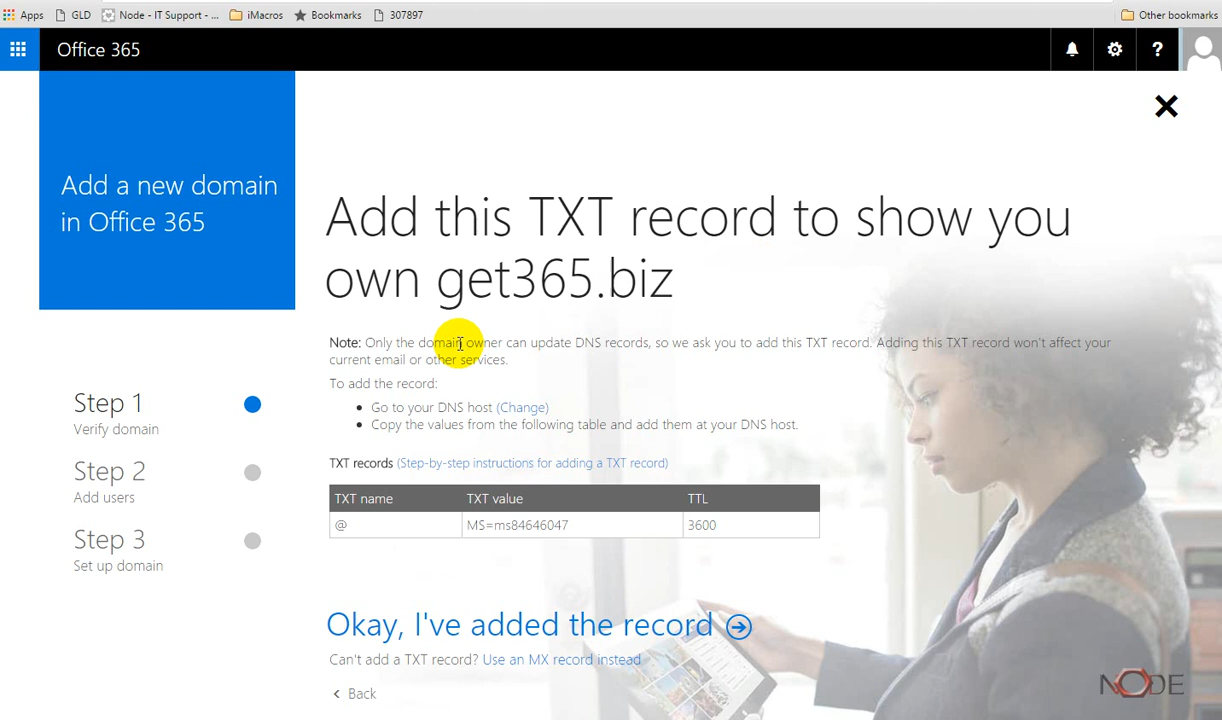 Apps GLD Node - IT Support - ... iMacros Bookmarks 307897 Other bookmarks
Office 365 ?
Add a new domain
in Office 365
Step 1
Verify domain
Step 2
Add users
Step 3
Set up domain
Add this TXT record to show you
own get365.biz
Note: Only the domain owner can update DNS records, so we ask you to add this TXT record. Adding this TXT record won't affect your
current email or other services.
To add the record:
Go to your DNS host (Change)
Copy the values from the following table and add them at your DNS host.
TXT records (Step-by-step instructions for adding a TXT record)
TXT name TXT value TTL
@ MS=ms84646047 3600
Okay, I've added the record
Can't add a TXT record? Use an MX record instead
< Back
NODE